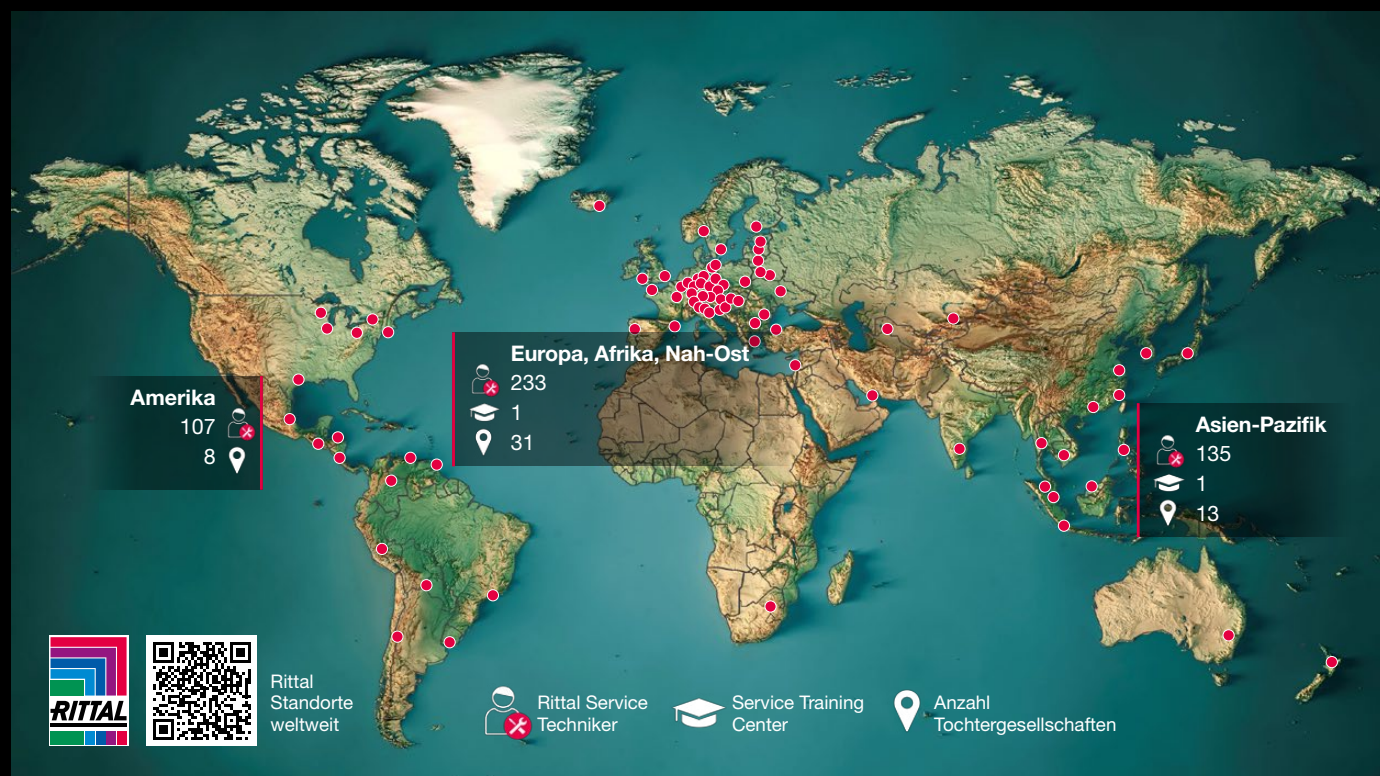 Europa, Afrika, Nah-Ost
233
1
31
Amerika
107
8
Asien-Pazifik
135
1
13
RITTAL
Rittal
Standorte
weltweit
Rittal Service
Techniker
Service Training
Center
Anzahl
Tochtergesellschaften